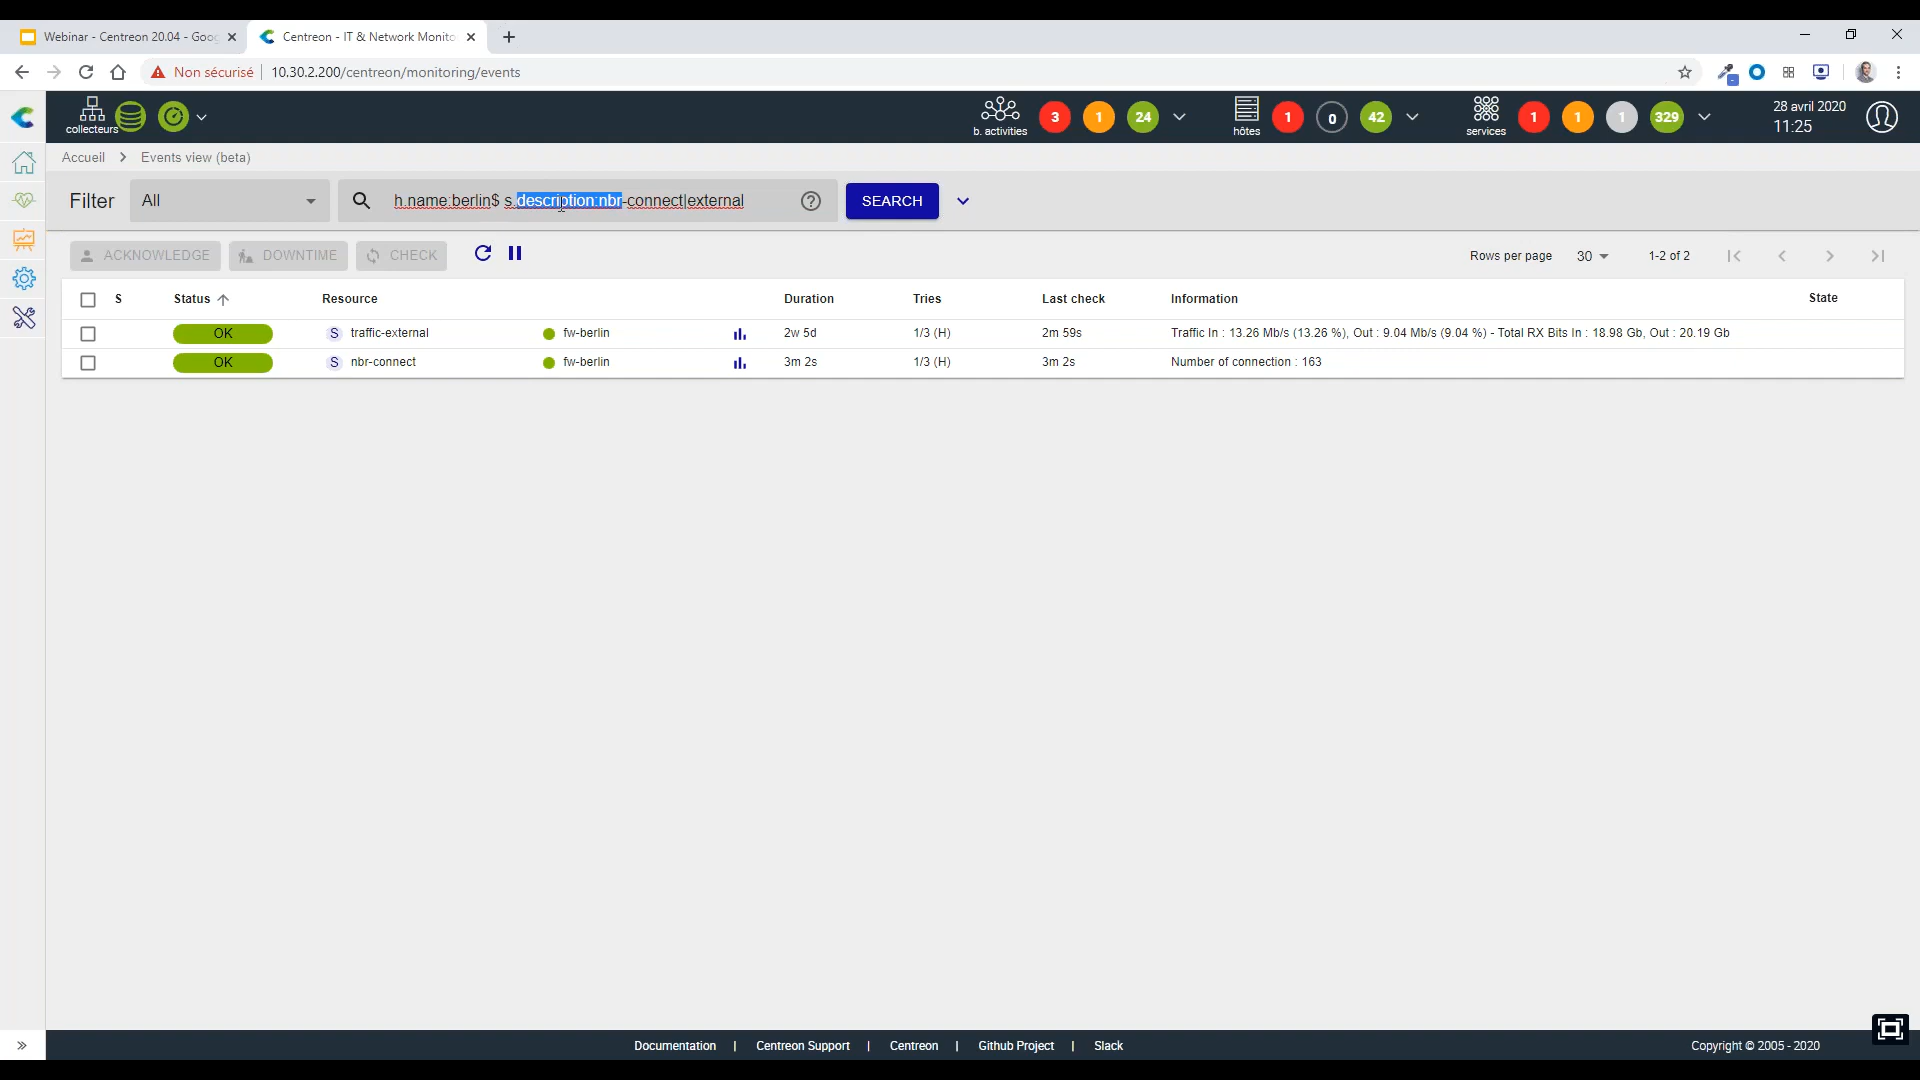 Webinar - Centreon 20.04 - Goog
Centreon - IT & Network Monito
Non sécurisé
10.30.2.200/centreon/monitoring/events
collecteurs
b. activities
3
1
24
hôtes
1
0
42
services
1
1
1
329
28 avril 2020
11:25
Accueil
Events view (beta)
Filter
All
h.name:berlin$ s.description:nbr-connect|external
SEARCH
ACKNOWLEDGE
DOWNTIME
CHECK
Rows per page
30
1-2 of 2
S Status Resource Duration Tries Last check Information State
OK S traffic-external fw-berlin 2w 5d 1/3 (H) 2m 59s Traffic In : 13.26 Mb/s (13.26 %), Out : 9.04 Mb/s (9.04 %) - Total RX Bits In : 18.98 Gb, Out : 20.19 Gb
OK S nbr-connect fw-berlin 3m 2s 1/3 (H) 3m 2s Number of connection : 163
Documentation | Centreon Support | Centreon | Github Project | Slack
Copyright © 2005 - 2020